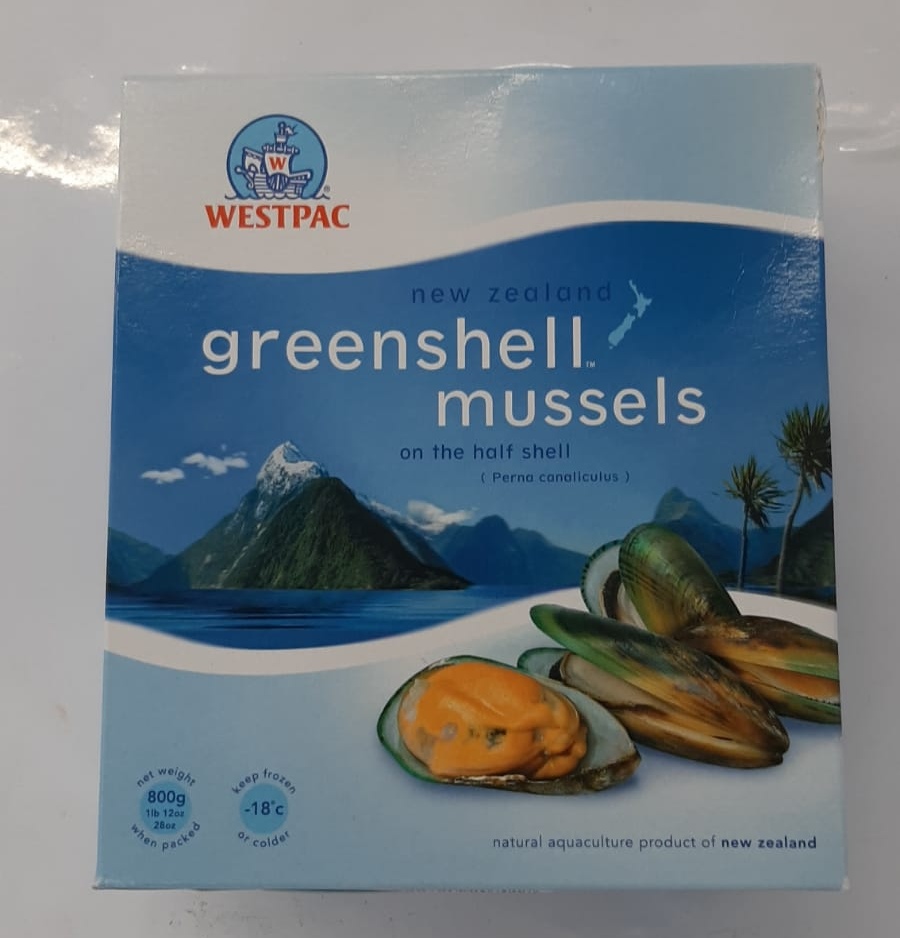 W
WESTPAC
®
new zealand
greenshell™
mussels
on the half shell
( Perna canaliculus )
net weight
800g
1lb 12oz
28oz
when packed
keep frozen
-18°c
or colder
natural aquaculture product of new zealand